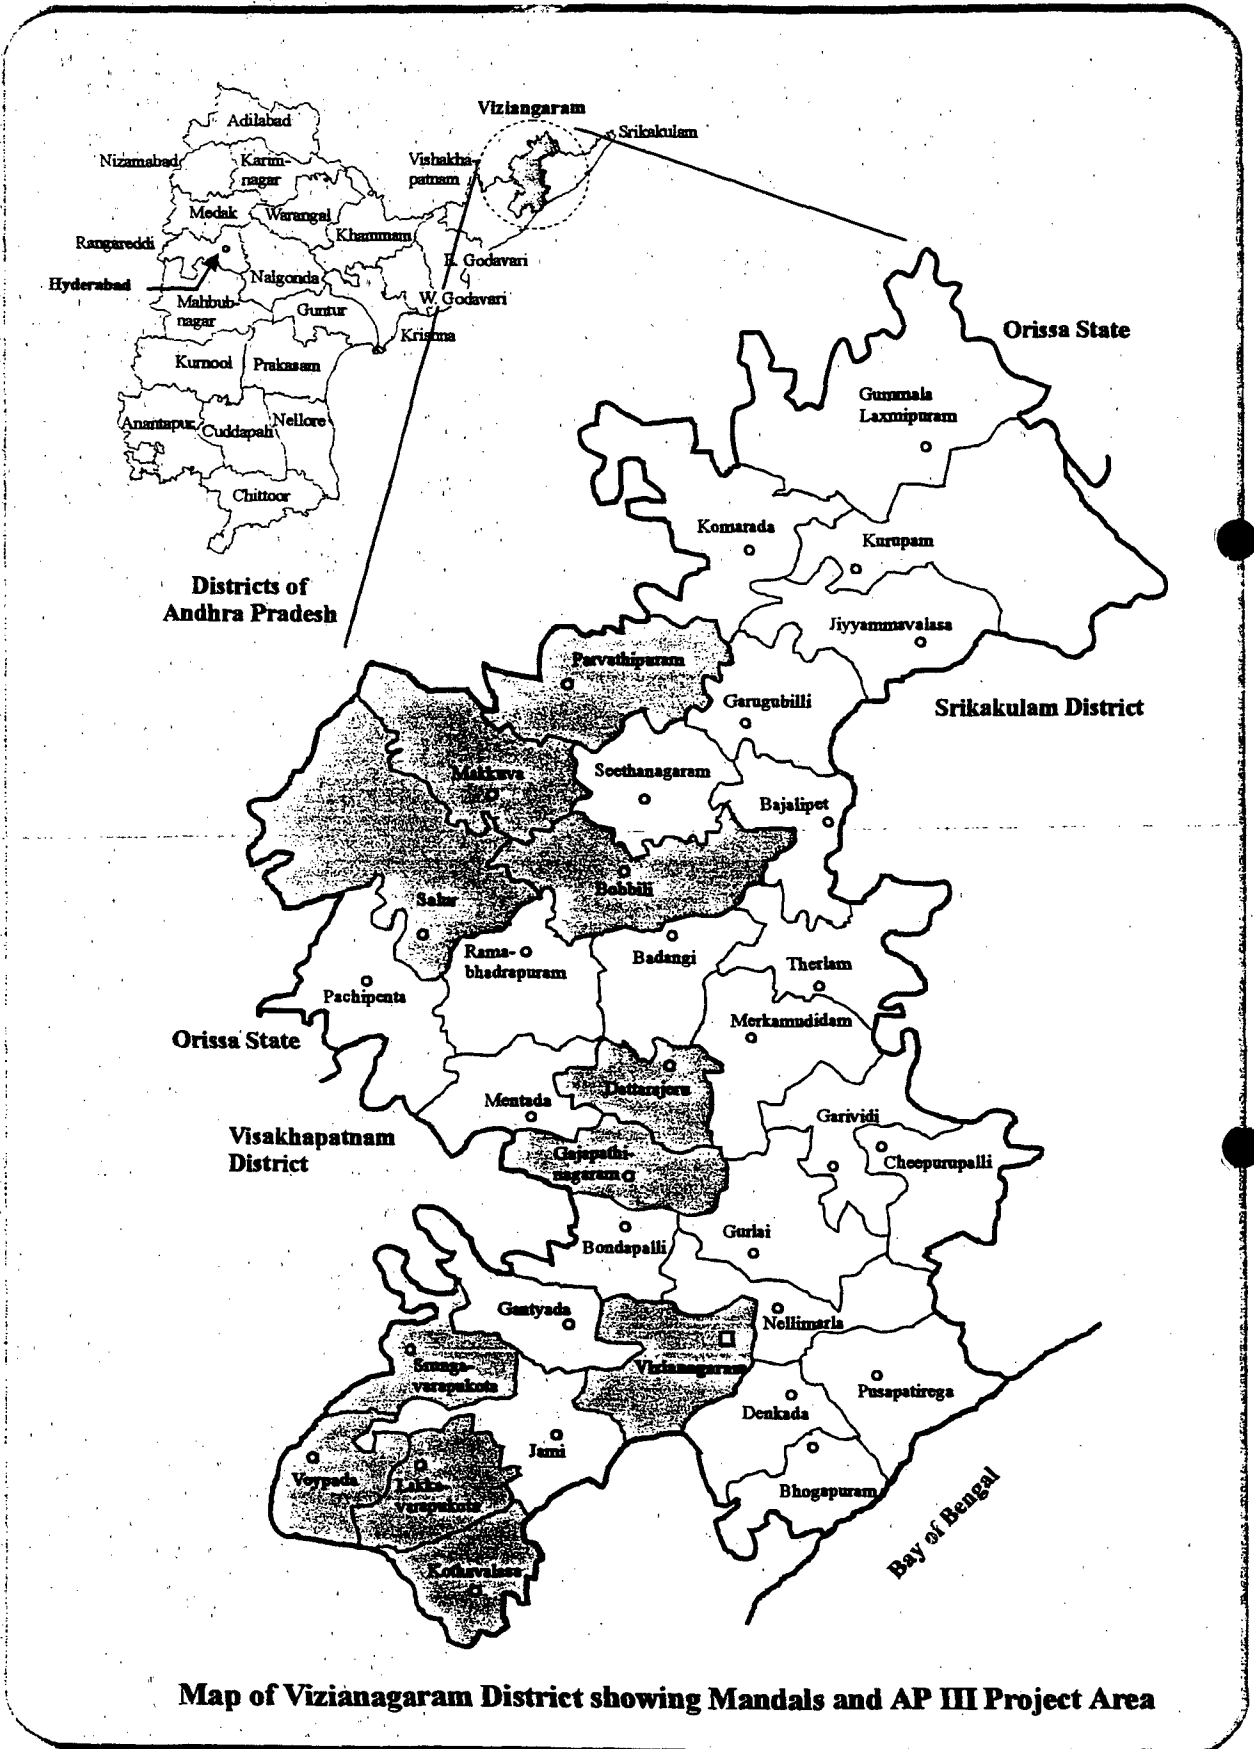 Viziangaram
Srikakulam
Adilabad
Nizamabad
Karim-
nagar
Vishakha-
patnam
Medak
Warangal
Khammam
Rangareddi
E. Godavari
Hyderabad
Nalgonda
W. Godavari
Mahbub-
nagar
Guntur
Krishna
Kurnool
Prakasam
Anantapur
Cuddapah
Nellore
Chittoor
Districts of
Andhra Pradesh
Orissa State
Gummala
Laxmipuram
Komarada
Kurupam
Jiyyammavalasa
Parvathipuram
Garugubilli
Srikakulam District
Makkuva
Seethanagaram
Bajalipet
Bobbili
Salur
Rama-
bhadrapuram
Badangi
Therlam
Pachipenta
Merkamudidam
Orissa State
Dattarajeru
Mentada
Garividi
Visakhapatnam
District
Gajapathi-
nagaram
Cheepurupalli
Gurlai
Bondapalli
Gantyada
Nellimarla
Vizianagaram
Srunga-
varapukota
Pusapatirega
Denkada
Jami
Veypada
Lakka-
varapukota
Bhogapuram
Bay of Bengal
Kothavalasa
Map of Vizianagaram District showing Mandals and AP III Project Area